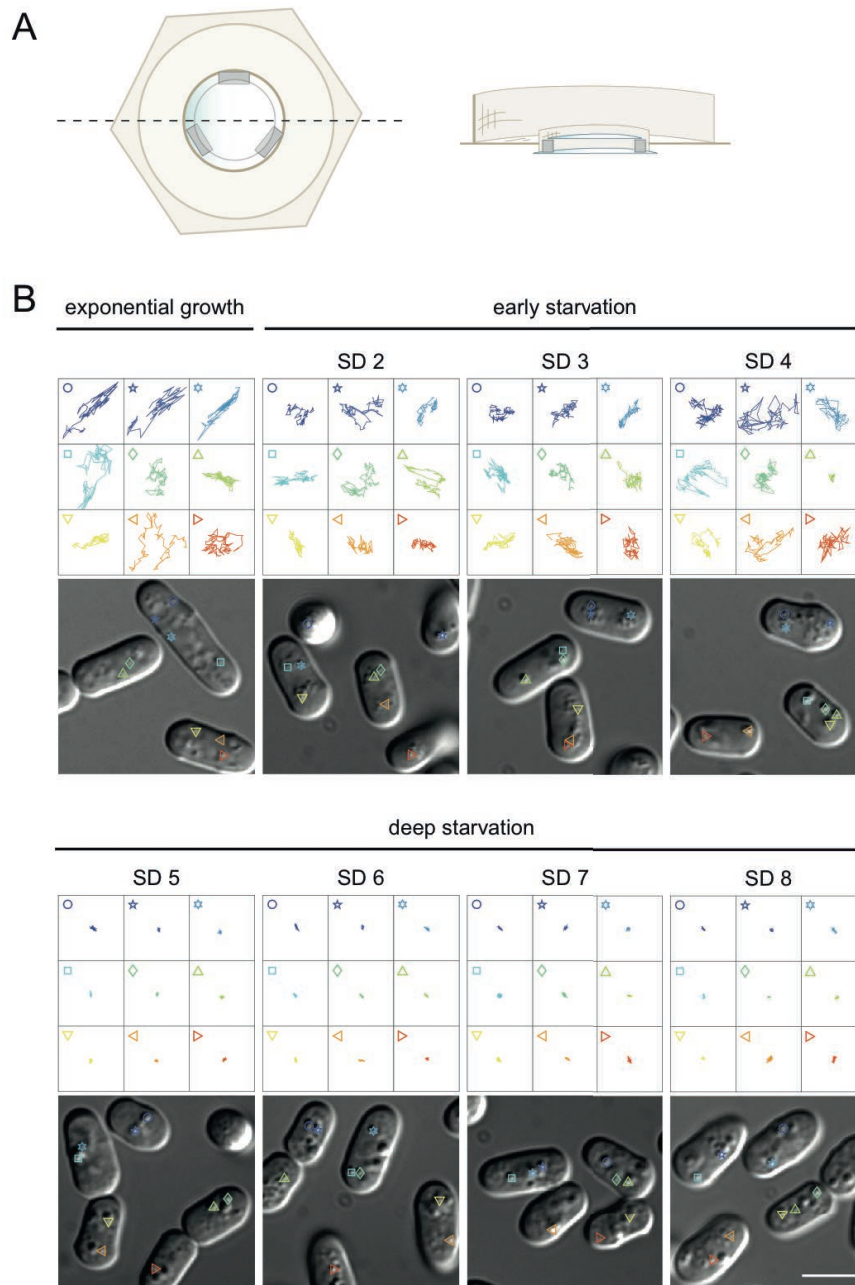 A
B
exponential growth
early starvation
SD 2
SD 3
SD 4
deep starvation
SD 5
SD 6
SD 7
SD 8